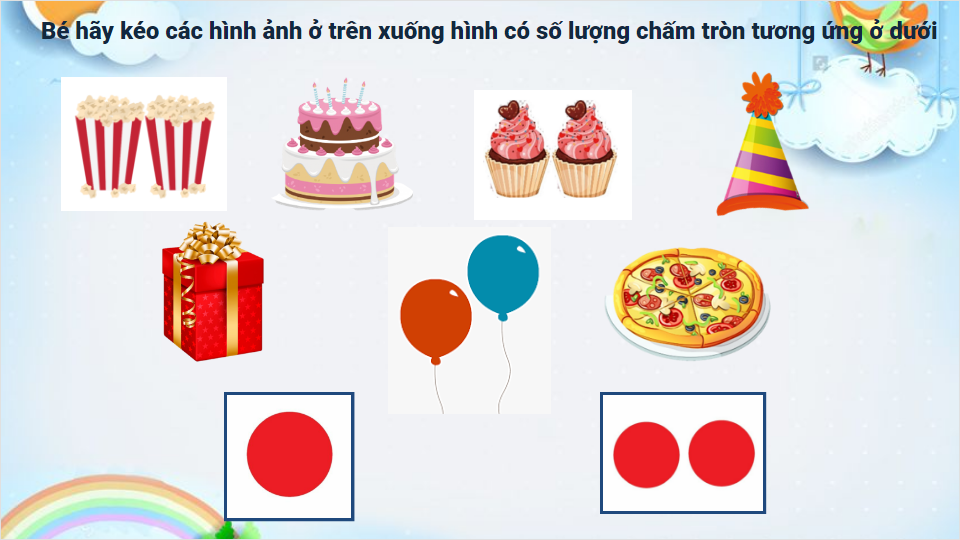 Bé hãy kéo các hình ảnh ở trên xuống hình có số lượng chấm tròn tương ứng ở dưới